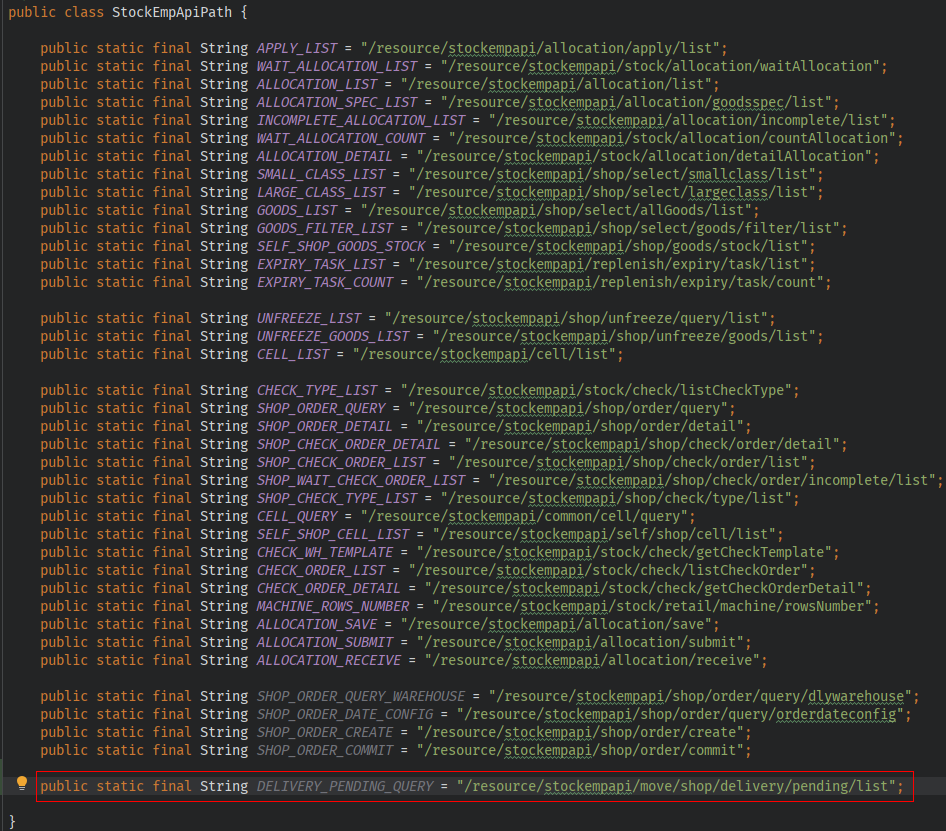 public class StockEmpApiPath {
public static final String APPLY_LIST = "/resource/stockempapi/allocation/apply/list";
public static final String WAIT_ALLOCATION_LIST = "/resource/stockempapi/stock/allocation/waitAllocation";
public static final String ALLOCATION_LIST = "/resource/stockempapi/allocation/list";
public static final String ALLOCATION_SPEC_LIST = "/resource/stockempapi/allocation/goodsspec/list";
public static final String INCOMPLETE_ALLOCATION_LIST = "/resource/stockempapi/allocation/incomplete/list";
public static final String WAIT_ALLOCATION_COUNT = "/resource/stockempapi/stock/allocation/countAllocation";
public static final String ALLOCATION_DETAIL = "/resource/stockempapi/stock/allocation/detailAllocation";
public static final String SMALL_CLASS_LIST = "/resource/stockempapi/shop/select/smallclass/list";
public static final String LARGE_CLASS_LIST = "/resource/stockempapi/shop/select/largeclass/list";
public static final String GOODS_LIST = "/resource/stockempapi/shop/select/allGoods/list";
public static final String GOODS_FILTER_LIST = "/resource/stockempapi/shop/select/goods/filter/list";
public static final String SELF_SHOP_GOODS_STOCK = "/resource/stockempapi/shop/goods/stock/list";
public static final String EXPIRY_TASK_LIST = "/resource/stockempapi/replenish/expiry/task/list";
public static final String EXPIRY_TASK_COUNT = "/resource/stockempapi/replenish/expiry/task/count";
public static final String UNFREEZE_LIST = "/resource/stockempapi/shop/unfreeze/query/list";
public static final String UNFREEZE_GOODS_LIST = "/resource/stockempapi/shop/unfreeze/goods/list";
public static final String CELL_LIST = "/resource/stockempapi/cell/list";
public static final String CHECK_TYPE_LIST = "/resource/stockempapi/stock/check/listCheckType";
public static final String SHOP_ORDER_QUERY = "/resource/stockempapi/shop/order/query";
public static final String SHOP_ORDER_DETAIL = "/resource/stockempapi/shop/order/detail";
public static final String SHOP_CHECK_ORDER_DETAIL = "/resource/stockempapi/shop/check/order/detail";
public static final String SHOP_CHECK_ORDER_LIST = "/resource/stockempapi/shop/check/order/list";
public static final String SHOP_WAIT_CHECK_ORDER_LIST = "/resource/stockempapi/shop/check/order/incomplete/list";
public static final String SHOP_CHECK_TYPE_LIST = "/resource/stockempapi/shop/check/type/list";
public static final String CELL_QUERY = "/resource/stockempapi/common/cell/query";
public static final String SELF_SHOP_CELL_LIST = "/resource/stockempapi/self/shop/cell/list";
public static final String CHECK_WH_TEMPLATE = "/resource/stockempapi/stock/check/getCheckTemplate";
public static final String CHECK_ORDER_LIST = "/resource/stockempapi/stock/check/listCheckOrder";
public static final String CHECK_ORDER_DETAIL = "/resource/stockempapi/stock/check/getCheckOrderDetail";
public static final String MACHINE_ROWS_NUMBER = "/resource/stockempapi/stock/retail/machine/rowsNumber";
public static final String ALLOCATION_SAVE = "/resource/stockempapi/allocation/save";
public static final String ALLOCATION_SUBMIT = "/resource/stockempapi/allocation/submit";
public static final String ALLOCATION_RECEIVE = "/resource/stockempapi/allocation/receive";
public static final String SHOP_ORDER_QUERY_WAREHOUSE = "/resource/stockempapi/shop/order/query/dlywarehouse";
public static final String SHOP_ORDER_DATE_CONFIG = "/resource/stockempapi/shop/order/query/orderdateconfig";
public static final String SHOP_ORDER_CREATE = "/resource/stockempapi/shop/order/create";
public static final String SHOP_ORDER_COMMIT = "/resource/stockempapi/shop/order/commit";
public static final String DELIVERY_PENDING_QUERY = "/resource/stockempapi/move/shop/delivery/pending/list";
}